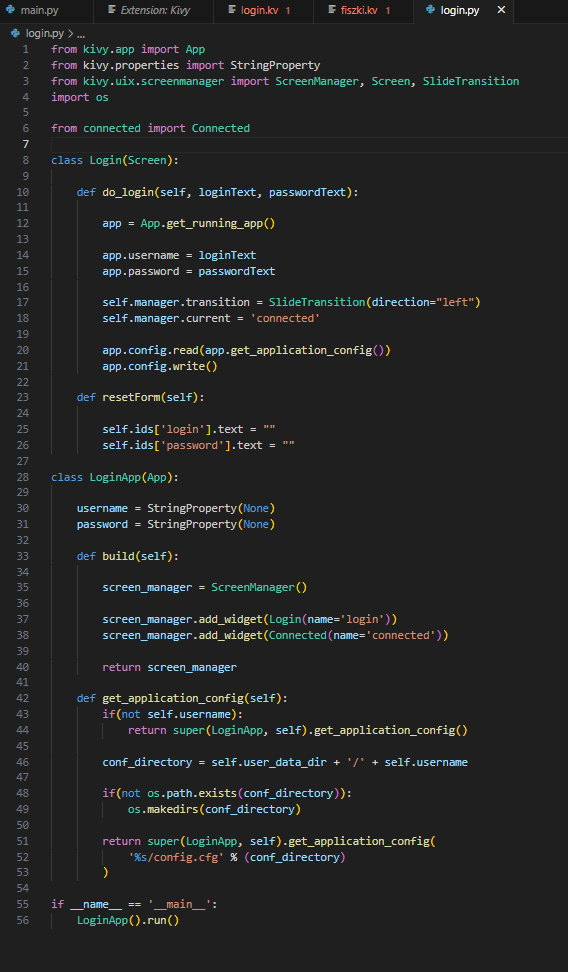 main.py Extension: Kivy login.kv 1 fiszki.kv 1 login.py
login.py > ...
1 from kivy.app import App
2 from kivy.properties import StringProperty
3 from kivy.uix.screenmanager import ScreenManager, Screen, SlideTransition
4 import os
5
6 from connected import Connected
7
8 class Login(Screen):
9
10     def do_login(self, loginText, passwordText):
11
12         app = App.get_running_app()
13
14         app.username = loginText
15         app.password = passwordText
16
17         self.manager.transition = SlideTransition(direction="left")
18         self.manager.current = 'connected'
19
20         app.config.read(app.get_application_config())
21         app.config.write()
22
23     def resetForm(self):
24
25         self.ids['login'].text = ""
26         self.ids['password'].text = ""
27
28 class LoginApp(App):
29
30     username = StringProperty(None)
31     password = StringProperty(None)
32
33     def build(self):
34
35         screen_manager = ScreenManager()
36
37         screen_manager.add_widget(Login(name='login'))
38         screen_manager.add_widget(Connected(name='connected'))
39
40         return screen_manager
41
42     def get_application_config(self):
43         if(not self.username):
44             return super(LoginApp, self).get_application_config()
45
46         conf_directory = self.user_data_dir + '/' + self.username
47
48         if(not os.path.exists(conf_directory)):
49             os.makedirs(conf_directory)
50
51         return super(LoginApp, self).get_application_config(
52             '%s/config.cfg' % (conf_directory)
53         )
54
55 if __name__ == '__main__':
56     LoginApp().run()